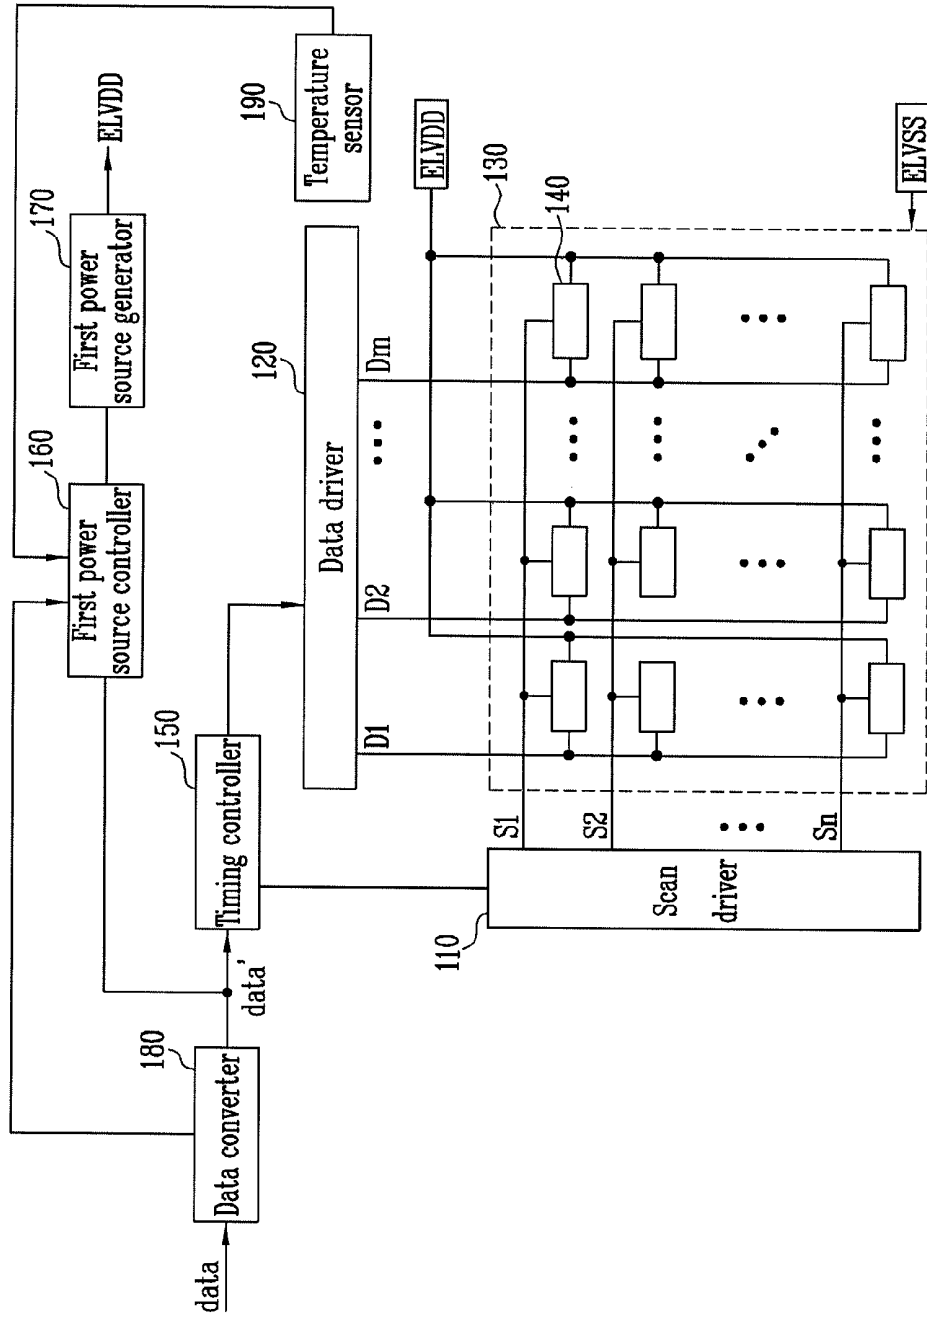 170
160
First power
source generator
ELVDD
First power
source controller
190
Temperature
sensor
180
150
data
Data converter
data'
Timing controller
120
Data driver
D1
D2
Dm
ELVDD
130
140
110
Scan
driver
S1
S2
Sn
ELVSS